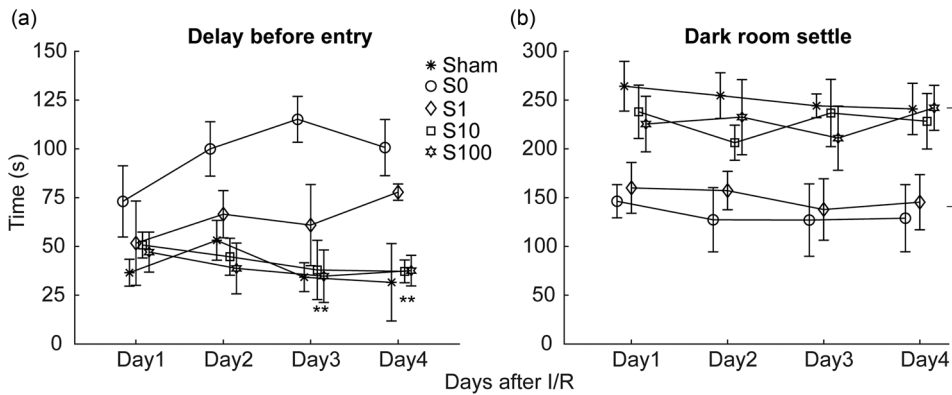 (a)
Delay before entry
150
125
100
75
50
25
0
Time (s)
Sham
S0
S1
S10
S100
**
**
Day1 Day2 Day3 Day4
(b)
Dark room settle
300
250
200
150
100
50
0
Day1 Day2 Day3 Day4
Days after I/R